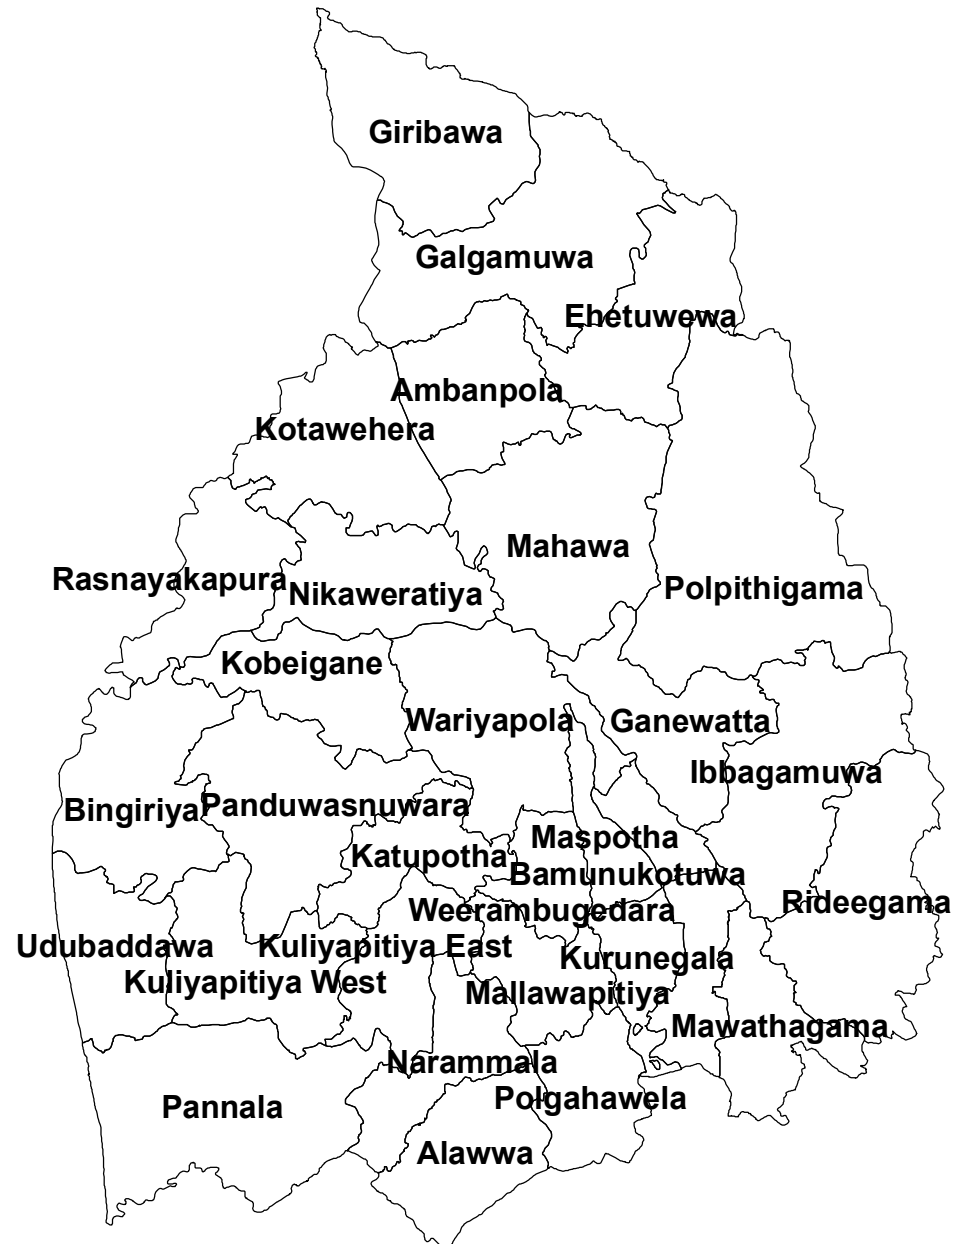 Giribawa
Galgamuwa
Ehetuwewa
Ambanpola
Kotawehera
Mahawa
Rasnayakapura
Nikaweratiya
Polpithigama
Kobeigane
Wariyapola
Ganewatta
Ibbagamuwa
Bingiriya
Panduwasnuwara
Maspotha
Katupotha
Bamunukotuwa
Rideegama
Weerambugedara
Udubaddawa
Kuliyapitiya East
Kurunegala
Kuliyapitiya West
Mallawapitiya
Mawathagama
Narammala
Polgahawela
Pannala
Alawwa